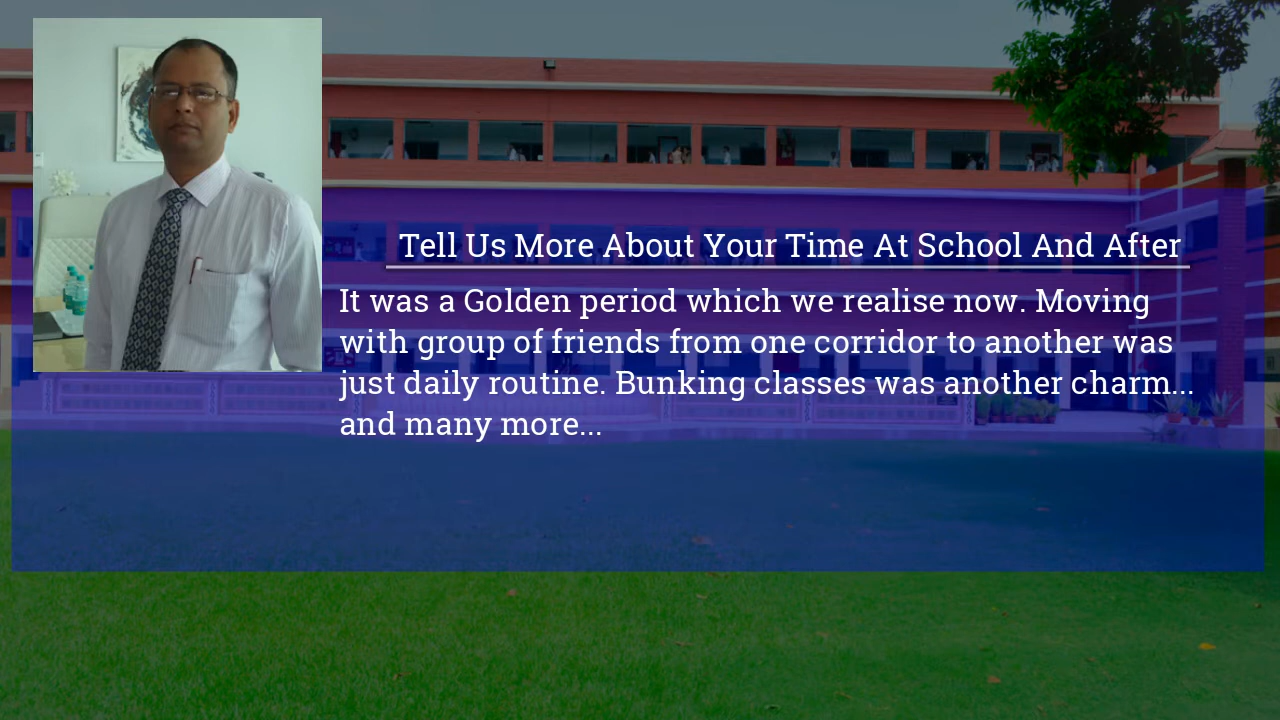 Tell Us More About Your Time At School And After
It was a Golden period which we realise now. Moving
with group of friends from one corridor to another was
just daily routine. Bunking classes was another charm...
and many more...